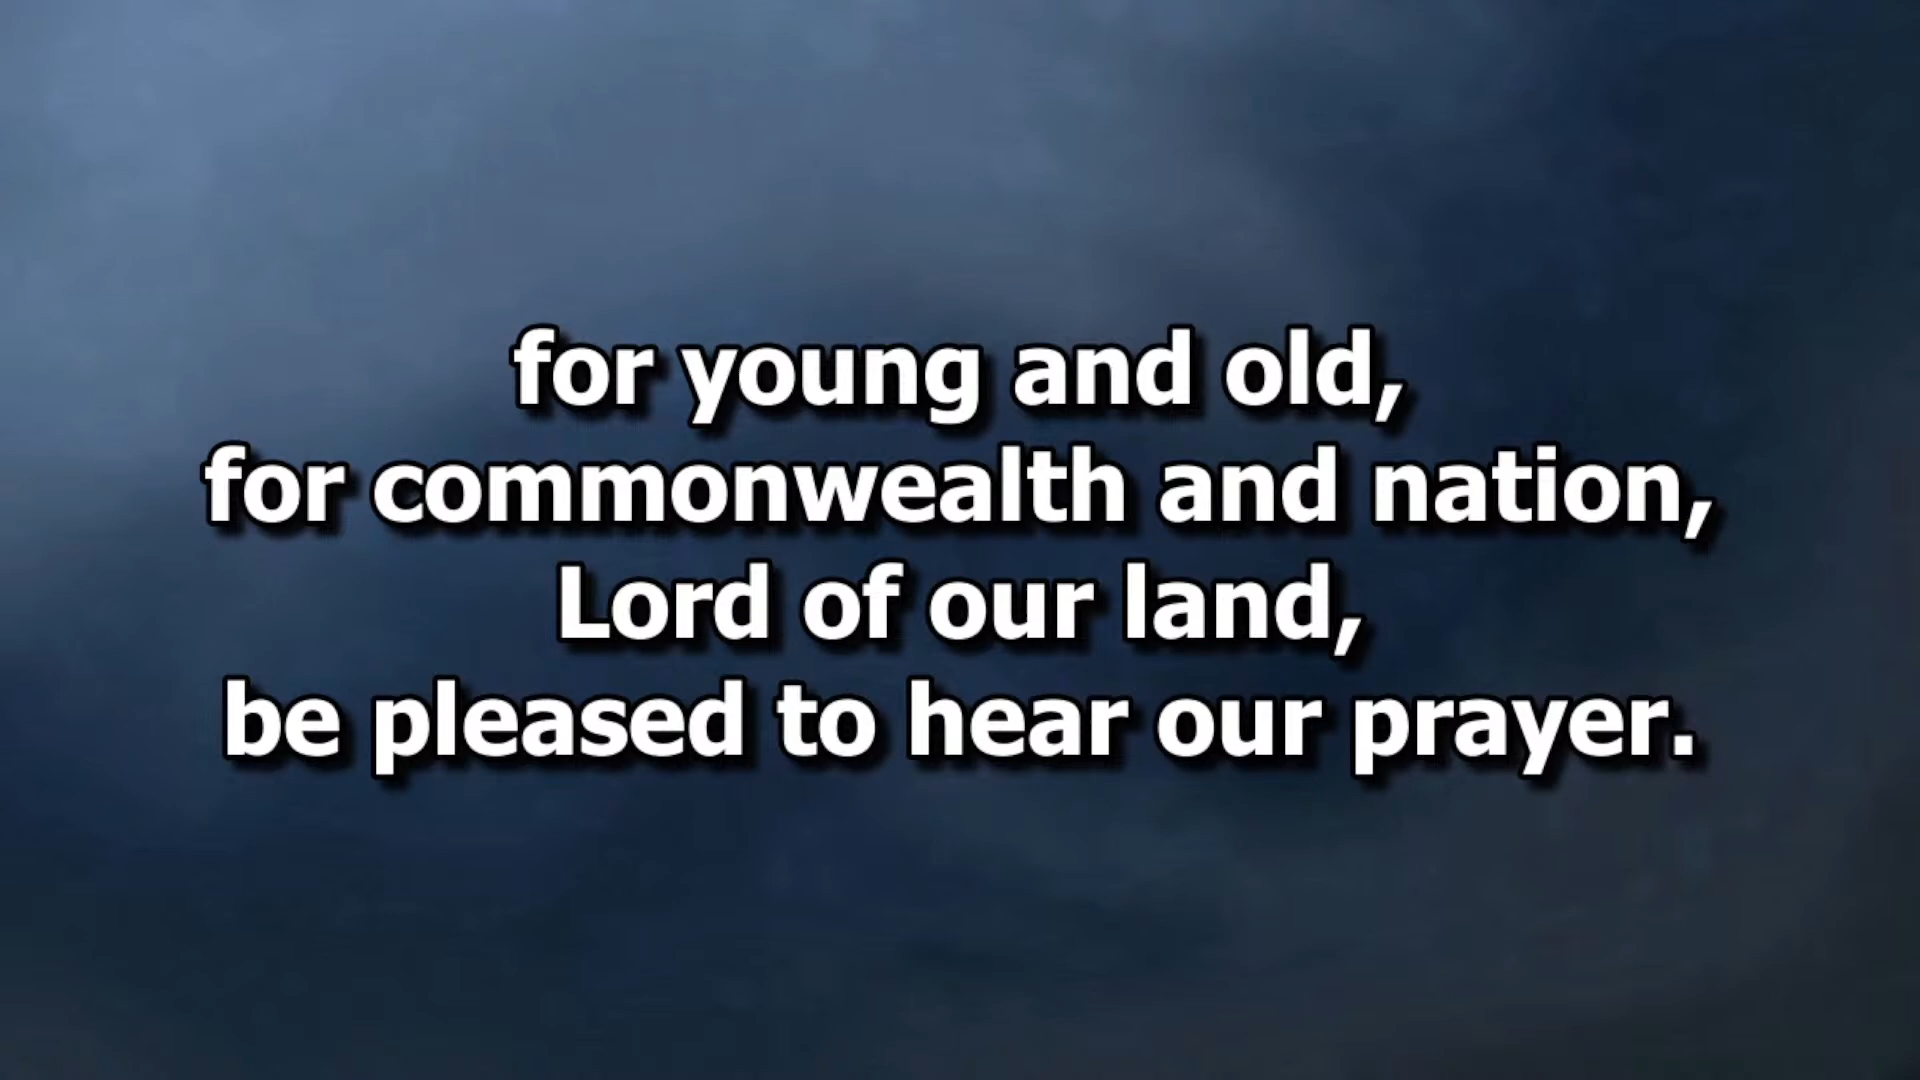 for young and old,
for commonwealth and nation,
Lord of our land,
be pleased to hear our prayer.